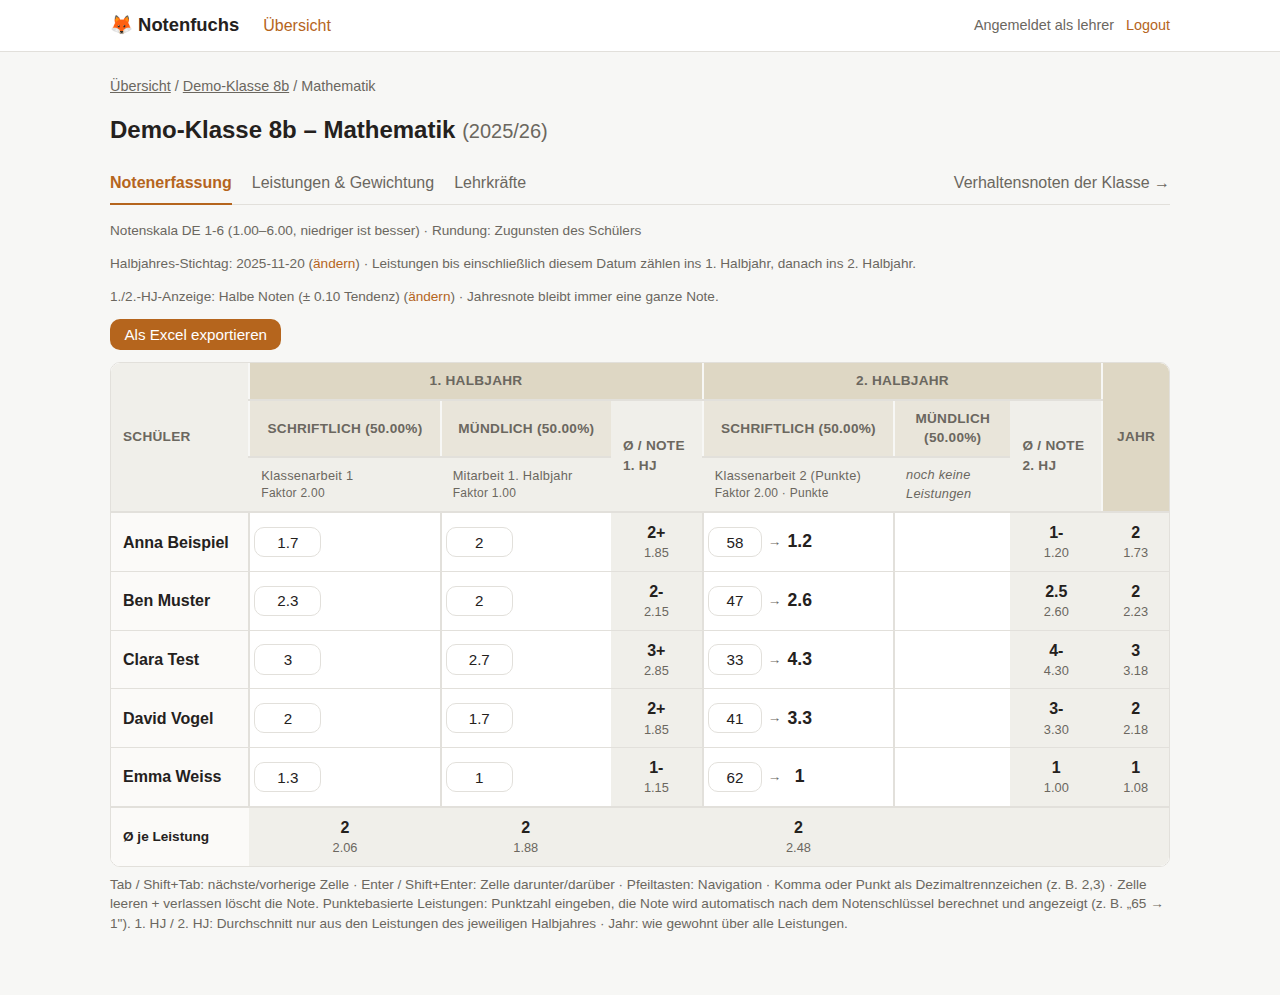 🦊 Notenfuchs Übersicht Angemeldet als lehrer Logout
Übersicht / Demo-Klasse 8b / Mathematik
Demo-Klasse 8b – Mathematik (2025/26)
Notenerfassung Leistungen & Gewichtung Lehrkräfte Verhaltensnoten der Klasse →
Notenskala DE 1-6 (1.00–6.00, niedriger ist besser) · Rundung: Zugunsten des Schülers
Halbjahres-Stichtag: 2025-11-20 (ändern) · Leistungen bis einschließlich diesem Datum zählen ins 1. Halbjahr, danach ins 2. Halbjahr.
1./2.-HJ-Anzeige: Halbe Noten (± 0.10 Tendenz) (ändern) · Jahresnote bleibt immer eine ganze Note.
Als Excel exportieren
SCHÜLER 1. HALBJAHR 2. HALBJAHR JAHR
SCHRIFTLICH (50.00%) MÜNDLICH (50.00%) Ø / NOTE 1. HJ SCHRIFTLICH (50.00%) MÜNDLICH (50.00%) Ø / NOTE 2. HJ
Klassenarbeit 1 Mitarbeit 1. Halbjahr Klassenarbeit 2 (Punkte) noch keine Leistungen
Faktor 2.00 Faktor 1.00 Faktor 2.00 · Punkte
Anna Beispiel 1.7 2 2+ 58 → 1.2 1- 2
1.85 1.20 1.73
Ben Muster 2.3 2 2- 47 → 2.6 2.5 2
2.15 2.60 2.23
Clara Test 3 2.7 3+ 33 → 4.3 4- 3
2.85 4.30 3.18
David Vogel 2 1.7 2+ 41 → 3.3 3- 2
1.85 3.30 2.18
Emma Weiss 1.3 1 1- 62 → 1 1 1
1.15 1.00 1.08
Ø je Leistung 2 2 2
2.06 1.88 2.48
Tab / Shift+Tab: nächste/vorherige Zelle · Enter / Shift+Enter: Zelle darunter/darüber · Pfeiltasten: Navigation · Komma oder Punkt als Dezimaltrennzeichen (z. B. 2,3) · Zelle
leeren + verlassen löscht die Note. Punktebasierte Leistungen: Punktzahl eingeben, die Note wird automatisch nach dem Notenschlüssel berechnet und angezeigt (z. B. „65 →
1"). 1. HJ / 2. HJ: Durchschnitt nur aus den Leistungen des jeweiligen Halbjahres · Jahr: wie gewohnt über alle Leistungen.